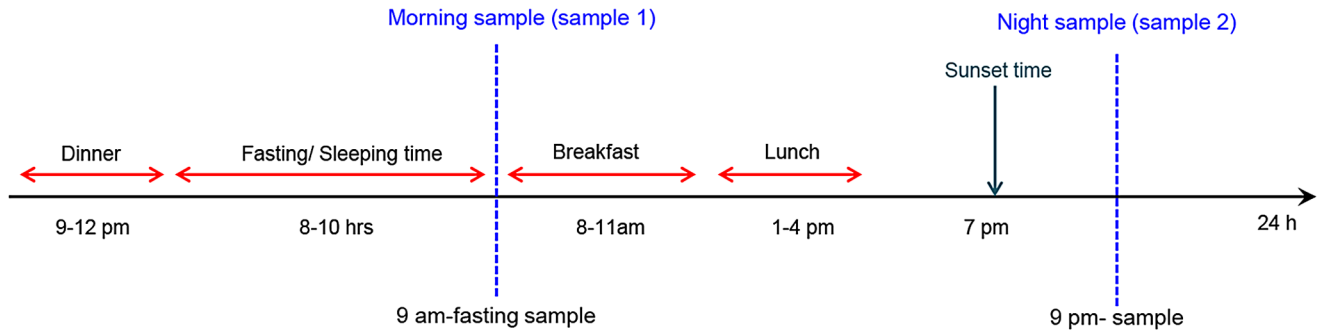 Morning sample (sample 1)
Night sample (sample 2)
Sunset time
Dinner
Fasting/ Sleeping time
Breakfast
Lunch
9-12 pm
8-10 hrs
8-11am
1-4 pm
7 pm
24 h
9 am-fasting sample
9 pm- sample